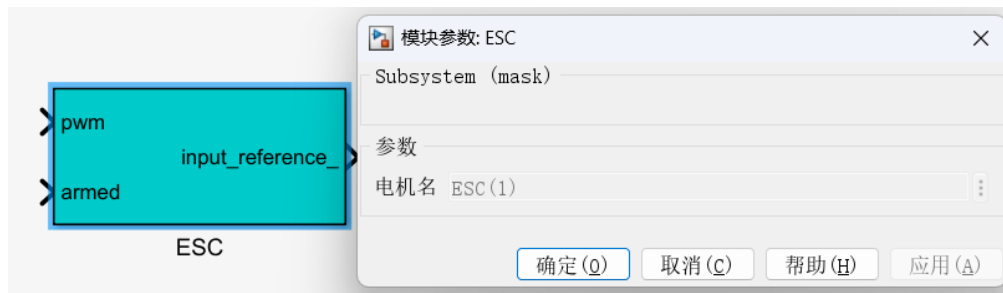 模块参数: ESC
Subsystem (mask)
参数
电机名 ESC(1)
确定(O) 取消(C) 帮助(H) 应用(A)
pwm
input_reference_
armed
ESC